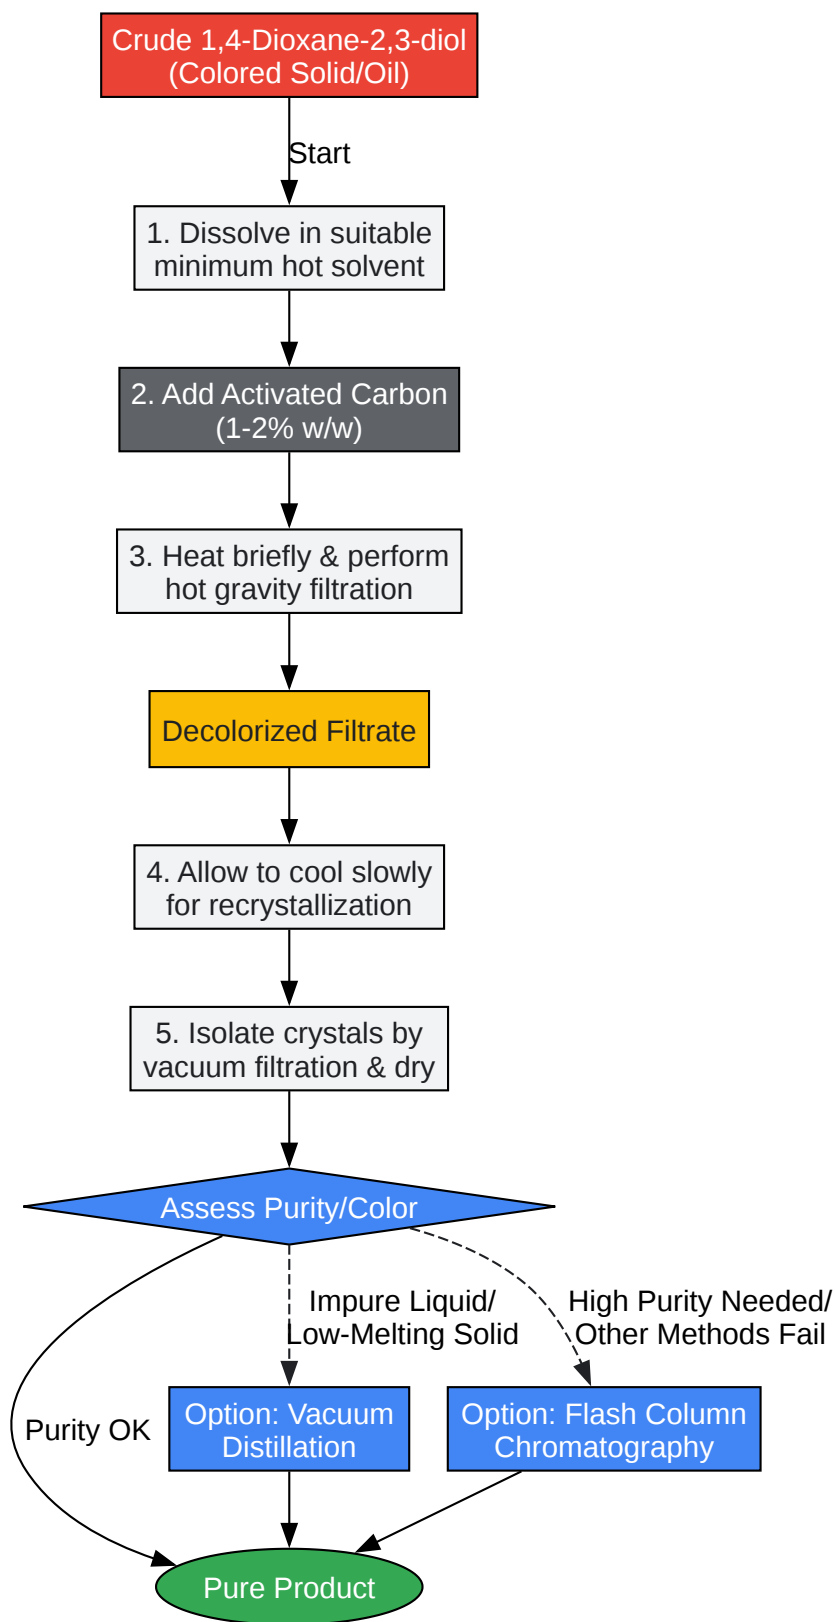 Crude 1,4-Dioxane-2,3-diol
(Colored Solid/Oil)
Start
1. Dissolve in suitable
minimum hot solvent
2. Add Activated Carbon
(1-2% w/w)
3. Heat briefly & perform
hot gravity filtration
Decolorized Filtrate
4. Allow to cool slowly
for recrystallization
5. Isolate crystals by
vacuum filtration & dry
Assess Purity/Color
Impure Liquid/
Low-Melting Solid
High Purity Needed/
Other Methods Fail
Purity OK
Option: Vacuum
Distillation
Option: Flash Column
Chromatography
Pure Product